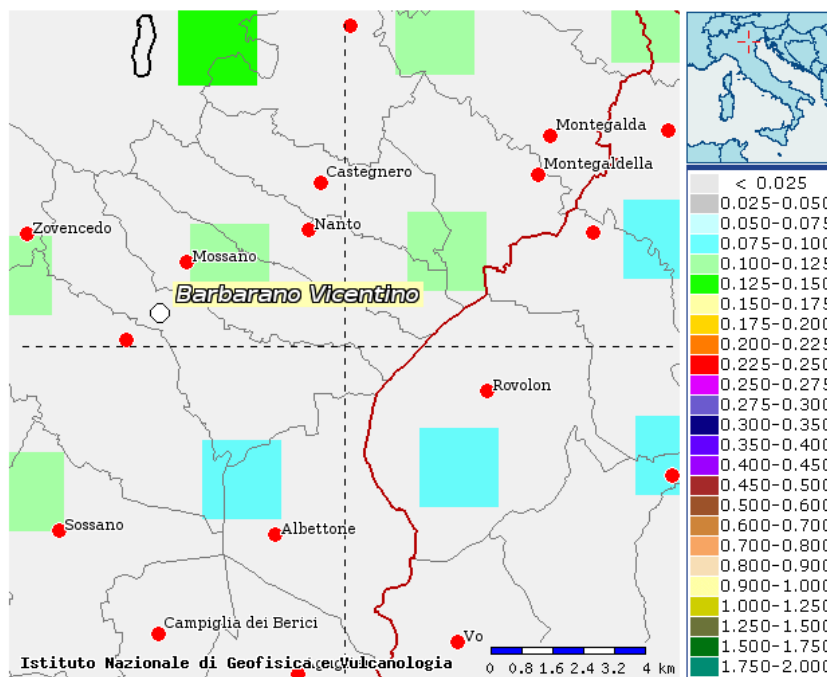 Montegalda
Montegaldella
Castegnero
Zovencedo
Nanto
Mossano
Barbarano Vicentino
Rovolon
Sossano
Albettone
Campiglia dei Berici
Vo
Istituto Nazionale di Geofisica e Vulcanologia
0 0.8 1.6 2.4 3.2 4 km
< 0.025
0.025-0.050
0.050-0.075
0.075-0.100
0.100-0.125
0.125-0.150
0.150-0.175
0.175-0.200
0.200-0.225
0.225-0.250
0.250-0.275
0.275-0.300
0.300-0.350
0.350-0.400
0.400-0.450
0.450-0.500
0.500-0.600
0.600-0.700
0.700-0.800
0.800-0.900
0.900-1.000
1.000-1.250
1.250-1.500
1.500-1.750
1.750-2.000